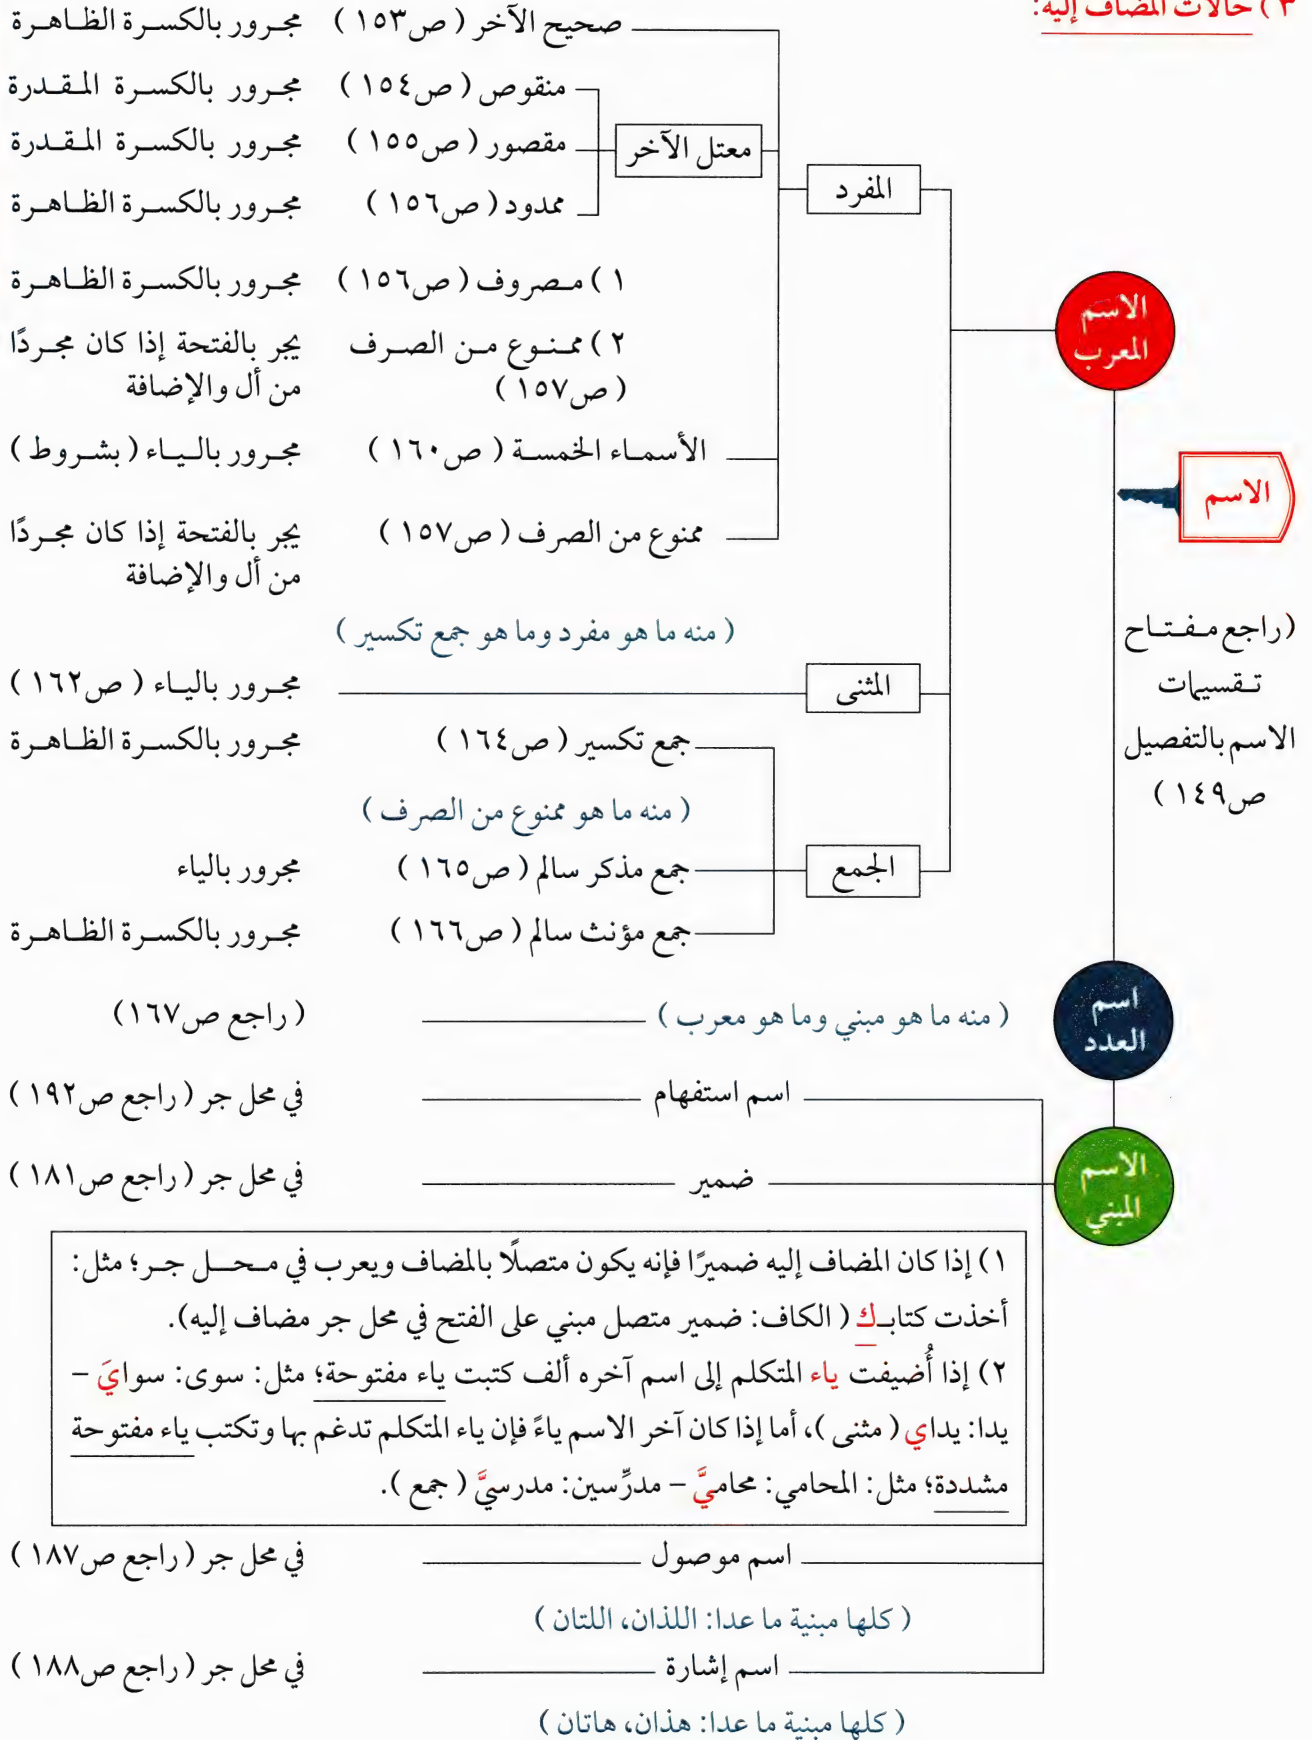 ٣ ) حالات المضاف إليه:
صحيح الآخر ( ص١٥٣ ) مجرور بالكسرة الظاهرة
منقوص ( ص١٥٤ ) مجرور بالكسرة المقدرة
معتل الآخر
مقصور ( ص١٥٥ ) مجرور بالكسرة المقدرة
المفرد
ممدود ( ص١٥٦ ) مجرور بالكسرة الظاهرة
١ ) مصروف ( ص١٥٦ ) مجرور بالكسرة الظاهرة
الاسم
المعرب
٢ ) ممنوع من الصرف يجر بالفتحة إذا كان مجردًا
( ص١٥٧ ) من أل والإضافة
الأسماء الخمسة ( ص١٦٠ ) مجرور بالياء ( بشروط )
الاسم
ممنوع من الصرف ( ص١٥٧ ) يجر بالفتحة إذا كان مجردًا
من أل والإضافة
( منه ما هو مفرد وما هو جمع تكسير )
(راجع مفتاح
تقسيمات
الاسم بالتفصيل
ص١٤٩ )
المثنى مجرور بالياء ( ص١٦٢ )
جمع تكسير ( ص١٦٤ ) مجرور بالكسرة الظاهرة
( منه ما هو ممنوع من الصرف )
الجمع
جمع مذكر سالم ( ص١٦٥ ) مجرور بالياء
جمع مؤنث سالم ( ص١٦٦ ) مجرور بالكسرة الظاهرة
اسم
العدد
( منه ما هو مبني وما هو معرب ) ( راجع ص١٦٧)
اسم استفهام في محل جر ( راجع ص١٩٢ )
الاسم
المبني
ضمير في محل جر ( راجع ص١٨١ )
١ ) إذا كان المضاف إليه ضميرًا فإنه يكون متصلًا بالمضاف ويعرب في محل جر؛ مثل:
أخذت كتابـك ( الكاف: ضمير متصل مبني على الفتح في محل جر مضاف إليه).
٢) إذا أُضيفت ياء المتكلم إلى اسم آخره ألف كتبت ياء مفتوحة؛ مثل: سوى: سوايَ –
يدا: يداي ( مثنى )، أما إذا كان آخر الاسم ياءً فإن ياء المتكلم تدغم بها وتكتب ياء مفتوحة
مشددة؛ مثل: المحامي: محاميَّ – مدرِّسين: مدرسيَّ ( جمع ).
اسم موصول في محل جر ( راجع ص١٨٧ )
( كلها مبنية ما عدا: اللذان، اللتان )
اسم إشارة في محل جر ( راجع ص١٨٨ )
( كلها مبنية ما عدا: هذان، هاتان )